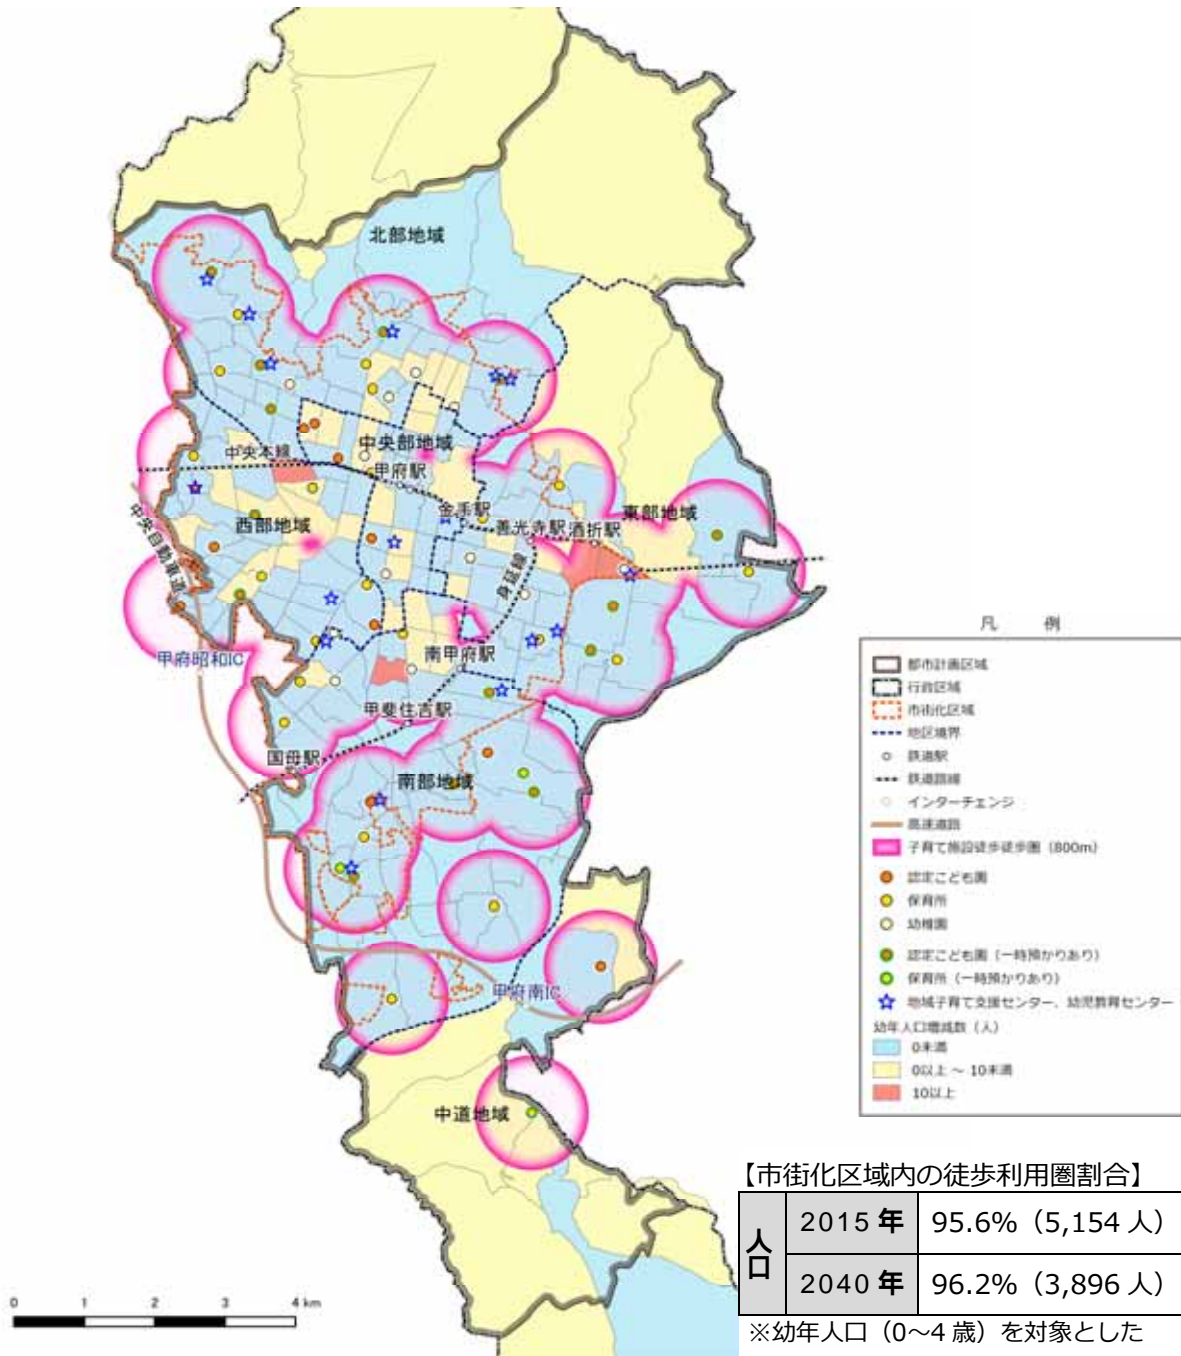 北部地域
中央部地域
中央本線
甲府駅
金手駅
西部地域
善光寺駅
酒折駅
東部地域
中央自動車道
身延線
南甲府駅
甲府昭和IC
甲斐住吉駅
国母駅
南部地域
甲府南IC
中道地域
凡 例
都市計画区域
行政区域
市街化区域
地区境界
鉄道駅
鉄道路線
インターチェンジ
高速道路
子育て施設徒歩徒歩圏（800m）
認定こども園
保育所
幼稚園
認定こども園（一時預かりあり）
保育所（一時預かりあり）
地域子育て支援センター、幼児教育センター
幼年人口増減数（人）
0未満
0以上 ～ 10未満
10以上
【市街化区域内の徒歩利用圏割合】
人口
2015 年 95.6%（5,154 人）
2040 年 96.2%（3,896 人）
※幼年人口（0～4 歳）を対象とした
0 1 2 3 4 km